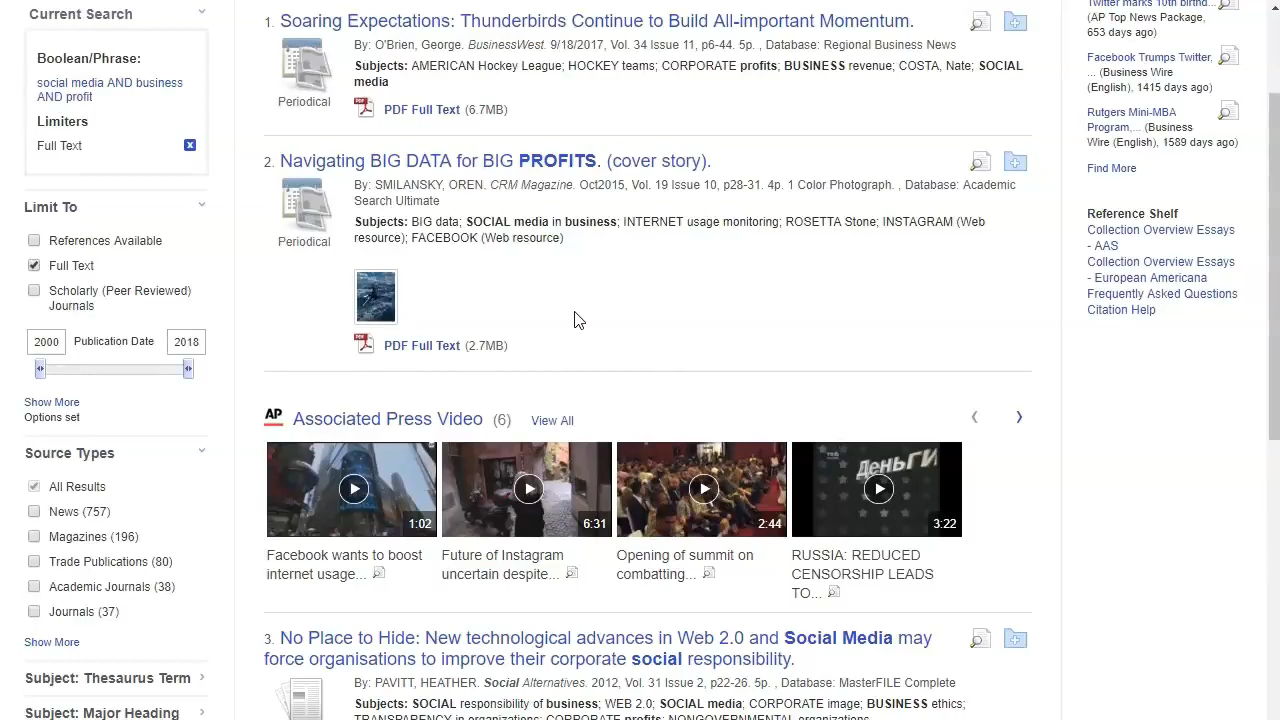 Current Search
Boolean/Phrase:
social media AND business
AND profit
Limiters
Full Text
Limit To
References Available
Full Text
Scholarly (Peer Reviewed)
Journals
2000 Publication Date 2018
Show More
Options set
Source Types
All Results
News (757)
Magazines (196)
Trade Publications (80)
Academic Journals (38)
Journals (37)
Show More
Subject: Thesaurus Term
Subject: Major Heading
1. Soaring Expectations: Thunderbirds Continue to Build All-important Momentum.
Periodical
By: O'Brien, George. BusinessWest. 9/18/2017, Vol. 34 Issue 11, p6-44. 5p. , Database: Regional Business News
Subjects: AMERICAN Hockey League; HOCKEY teams; CORPORATE profits; BUSINESS revenue; COSTA, Nate; SOCIAL
media
PDF Full Text (6.7MB)
2. Navigating BIG DATA for BIG PROFITS. (cover story).
Periodical
By: SMILANSKY, OREN. CRM Magazine. Oct2015, Vol. 19 Issue 10, p28-31. 4p. 1 Color Photograph. , Database: Academic
Search Ultimate
Subjects: BIG data; SOCIAL media in business; INTERNET usage monitoring; ROSETTA Stone; INSTAGRAM (Web
resource); FACEBOOK (Web resource)
PDF Full Text (2.7MB)
AP Associated Press Video (6) View All
1:02
6:31
2:44
Деньги
3:22
Facebook wants to boost
internet usage...
Future of Instagram
uncertain despite...
Opening of summit on
combatting...
RUSSIA: REDUCED
CENSORSHIP LEADS
TO...
3. No Place to Hide: New technological advances in Web 2.0 and Social Media may
force organisations to improve their corporate social responsibility.
By: PAVITT, HEATHER. Social Alternatives. 2012, Vol. 31 Issue 2, p22-26. 5p. , Database: MasterFILE Complete
Subjects: SOCIAL responsibility of business; WEB 2.0; SOCIAL media; CORPORATE image; BUSINESS ethics;
TRANSPARENCY in organizations; CORPORATE profits; NONGOVERNMENTAL organizations
Twitter marks 10th birthd...
(AP Top News Package,
653 days ago)
Facebook Trumps Twitter,
... (Business Wire
(English), 1415 days ago)
Rutgers Mini-MBA
Program,... (Business
Wire (English), 1589 days ago)
Find More
Reference Shelf
Collection Overview Essays
- AAS
Collection Overview Essays
- European Americana
Frequently Asked Questions
Citation Help